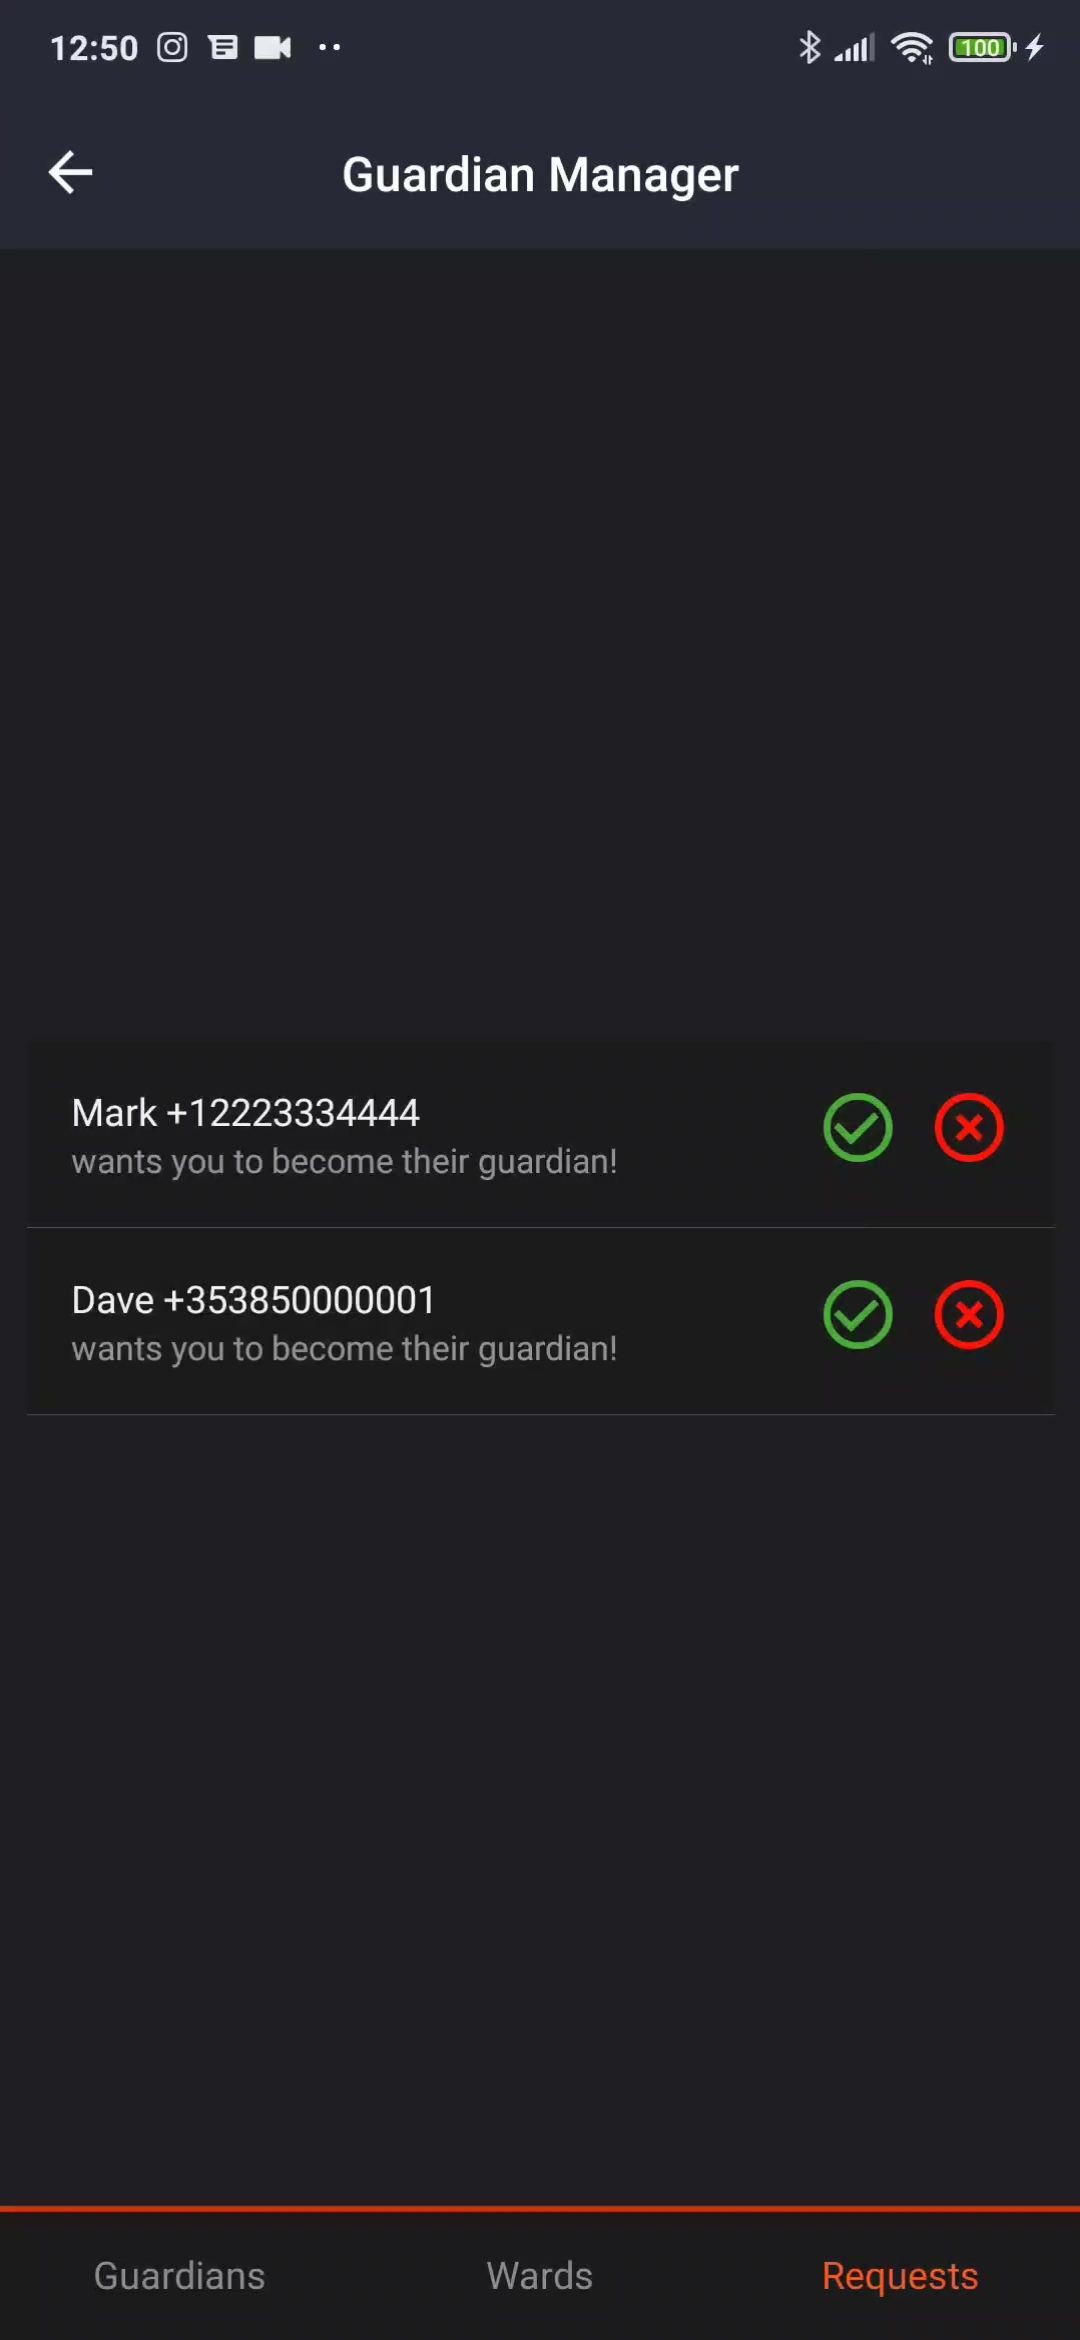 12:50
100
Guardian Manager
Mark +12223334444
wants you to become their guardian!
Dave +353850000001
wants you to become their guardian!
Guardians
Wards
Requests